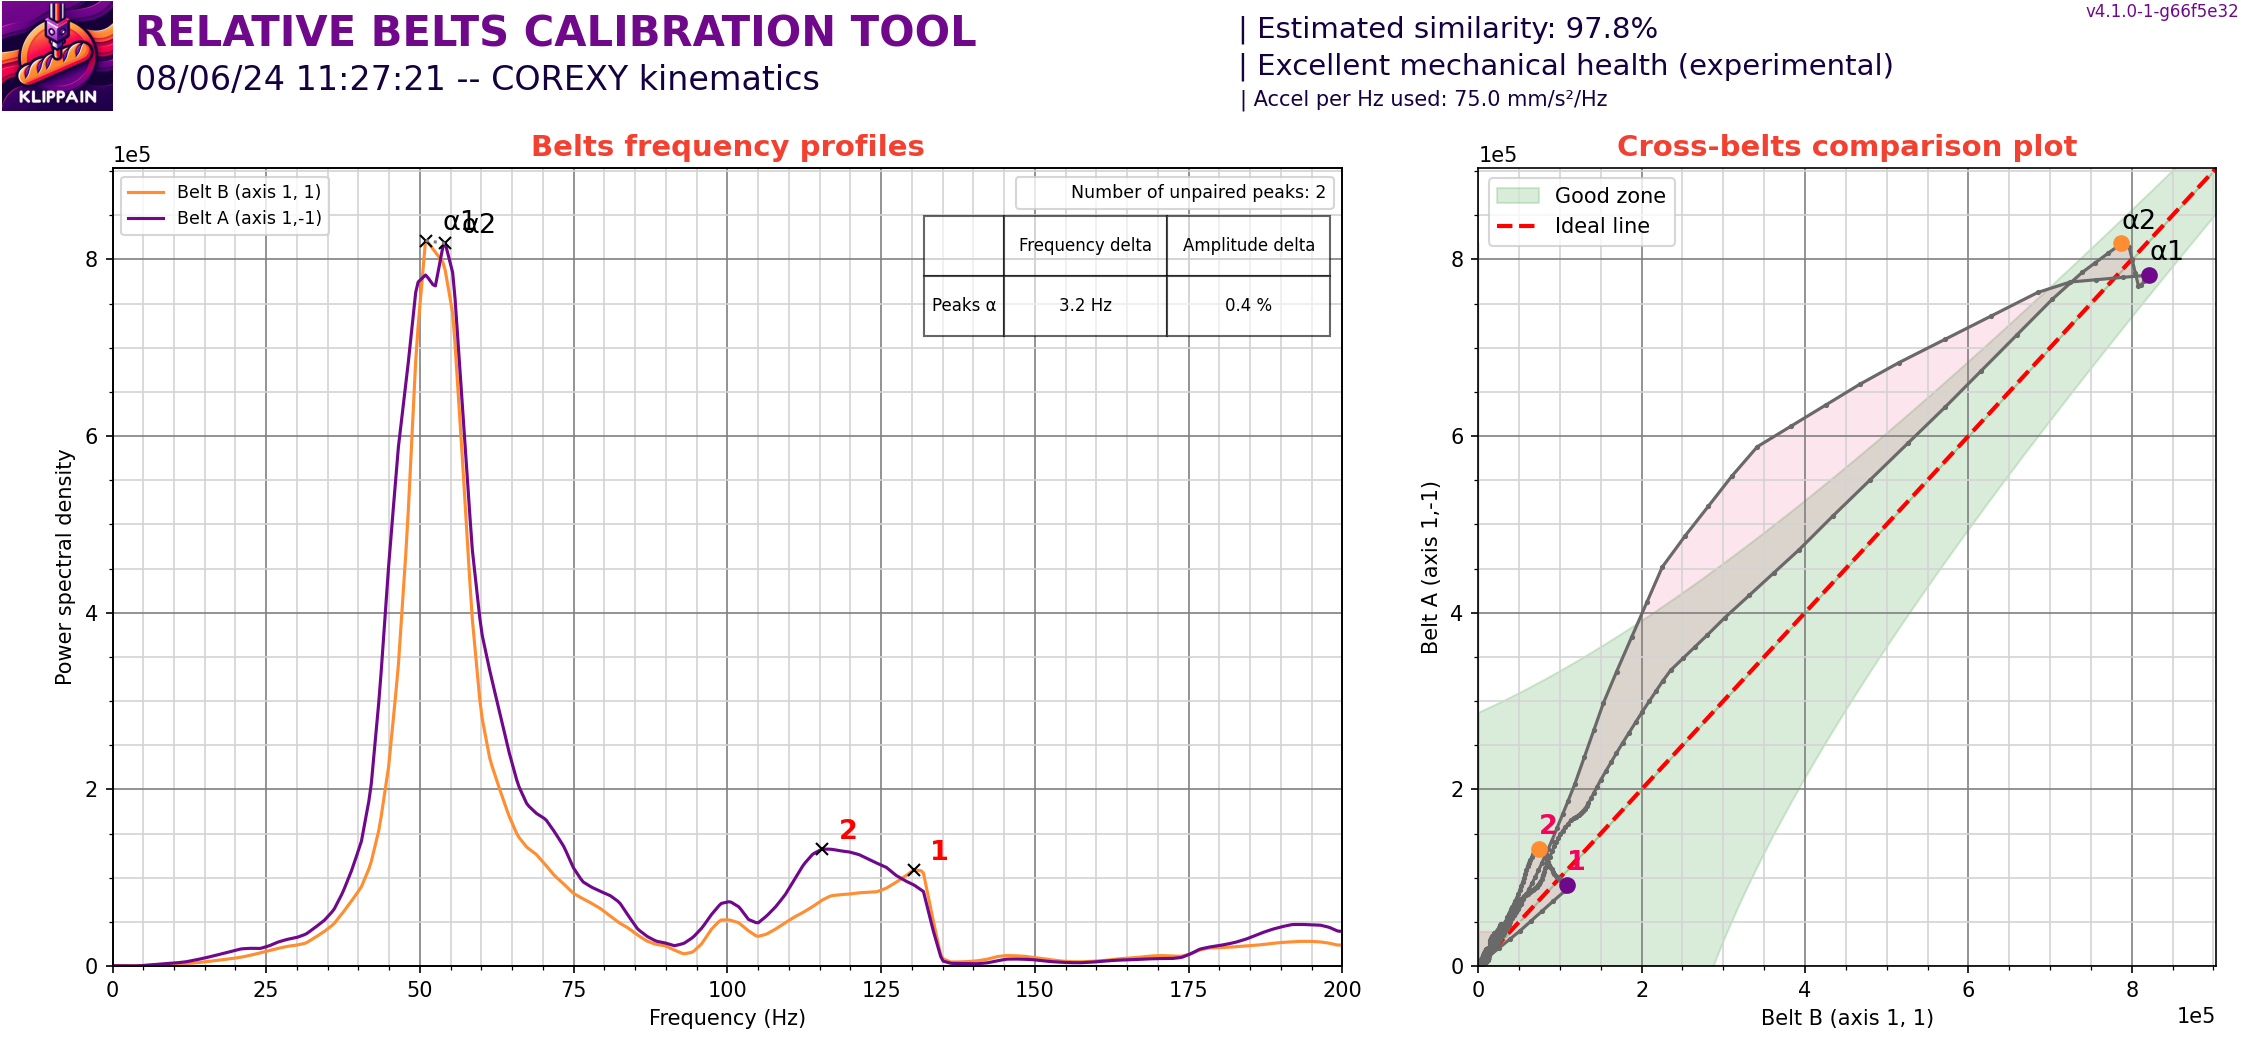 KLIPPAIN
RELATIVE BELTS CALIBRATION TOOL
08/06/24 11:27:21 -- COREXY kinematics
| Estimated similarity: 97.8%
| Excellent mechanical health (experimental)
| Accel per Hz used: 75.0 mm/s²/Hz
v4.1.0-1-g66f5e32
Belts frequency profiles
1e5
Belt B (axis 1, 1)
Belt A (axis 1,-1)
α1
α2
Number of unpaired peaks: 2
Frequency delta Amplitude delta
Peaks α 3.2 Hz 0.4 %
2
1
8
6
4
2
0
Power spectral density
0 25 50 75 100 125 150 175 200
Frequency (Hz)
Cross-belts comparison plot
1e5
Good zone
Ideal line
α2
α1
2
1
8
6
4
2
0
Belt A (axis 1,-1)
0 2 4 6 8
Belt B (axis 1, 1)
1e5